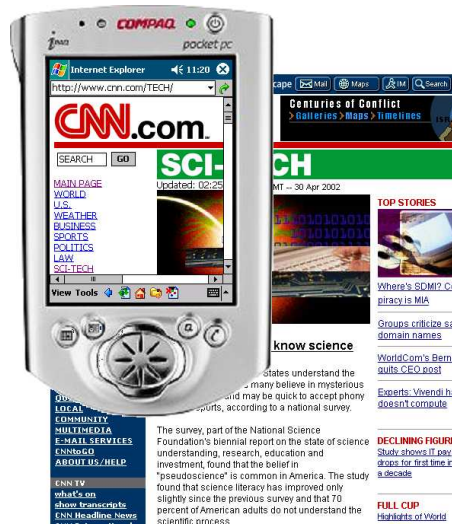 COMPAQ
iPAQ
pocket pc
Internet Explorer 11:20
http://www.cnn.com/TECH/
CNN.com
SEARCH GO
SCI-
Updated: 02:25
MAIN PAGE
WORLD
U.S.
WEATHER
BUSINESS
SPORTS
POLITICS
LAW
SCI-TECH
View Tools
cape Mail Maps IM Search
Centuries of Conflict
Galleries Maps Timelines
CH
MT -- 30 Apr 2002
TOP STORIES
Where's SDMI?
piracy is MIA
Groups criticize
domain names
WorldCom's
quits CEO post
Experts: Vivendi
doesn't compute
know science
States understand the
many believe in mysterious
and may be quick to accept phony
reports, according to a national survey.
The survey, part of the National Science
Foundation's biennial report on the state of science
understanding, research, education and
investment, found that the belief in
"pseudoscience" is common in America. The study
found that science literacy has improved only
slightly since the previous survey and that 70
percent of American adults do not understand the
scientific process.
LOCAL
COMMUNITY
MULTIMEDIA
E-MAIL SERVICES
CNNtoGO
ABOUT US/HELP
CNN TV
what's on
show transcripts
CNN Headline News
DECLINING
Study shows IT pay
drops for first time in
a decade
FULL CUP
Highlights of World